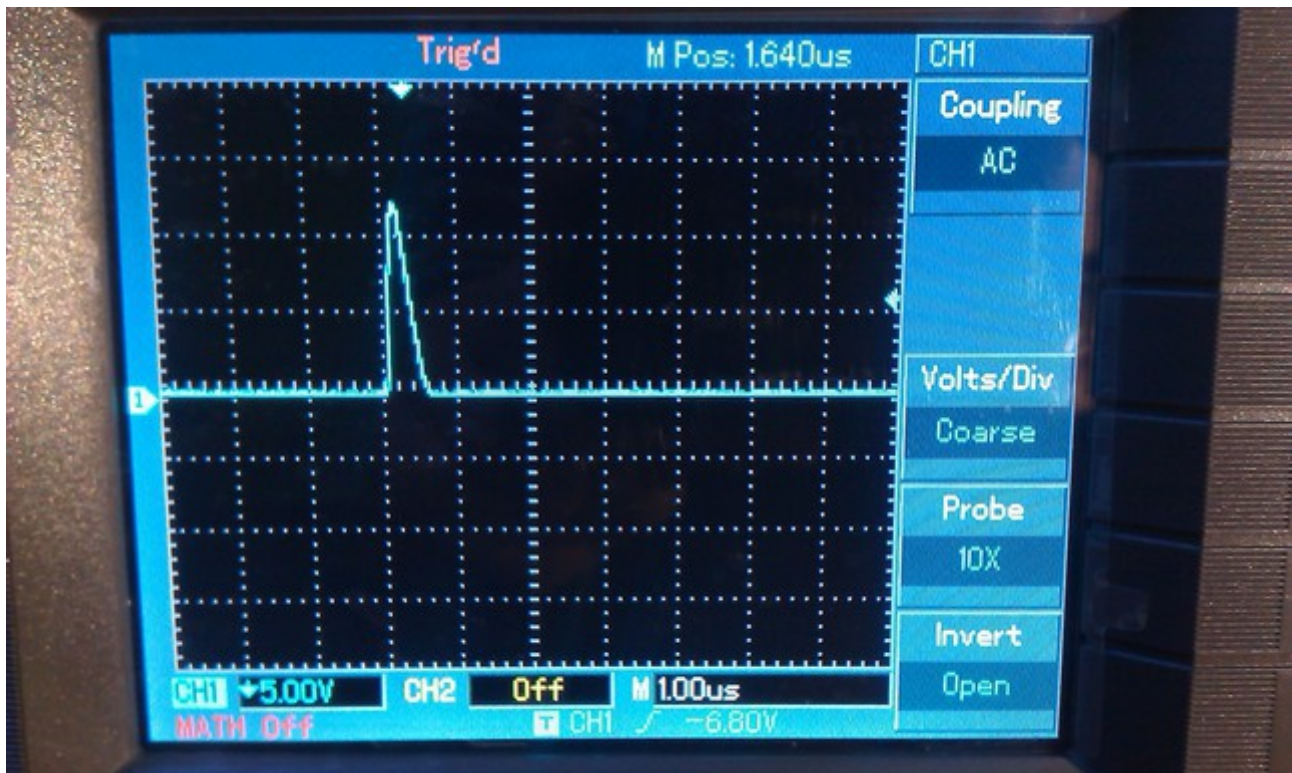 Trig'd M Pos: 1.640us CH1
Coupling
AC
1
Volts/Div
Coarse
Probe
10X
Invert
Open
CH1 5.00V CH2 Off M 1.00us
MATH Off T CH1 -6.80V